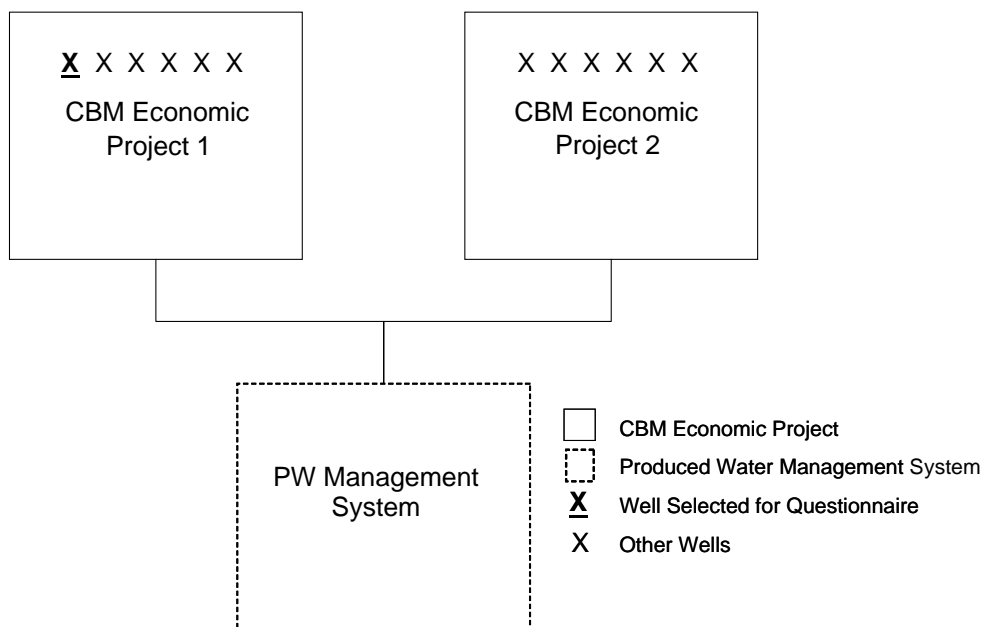 X X X X X X
CBM Economic
Project 1
X X X X X X
CBM Economic
Project 2
PW Management
System
CBM Economic Project
Produced Water Management System
X Well Selected for Questionnaire
X Other Wells